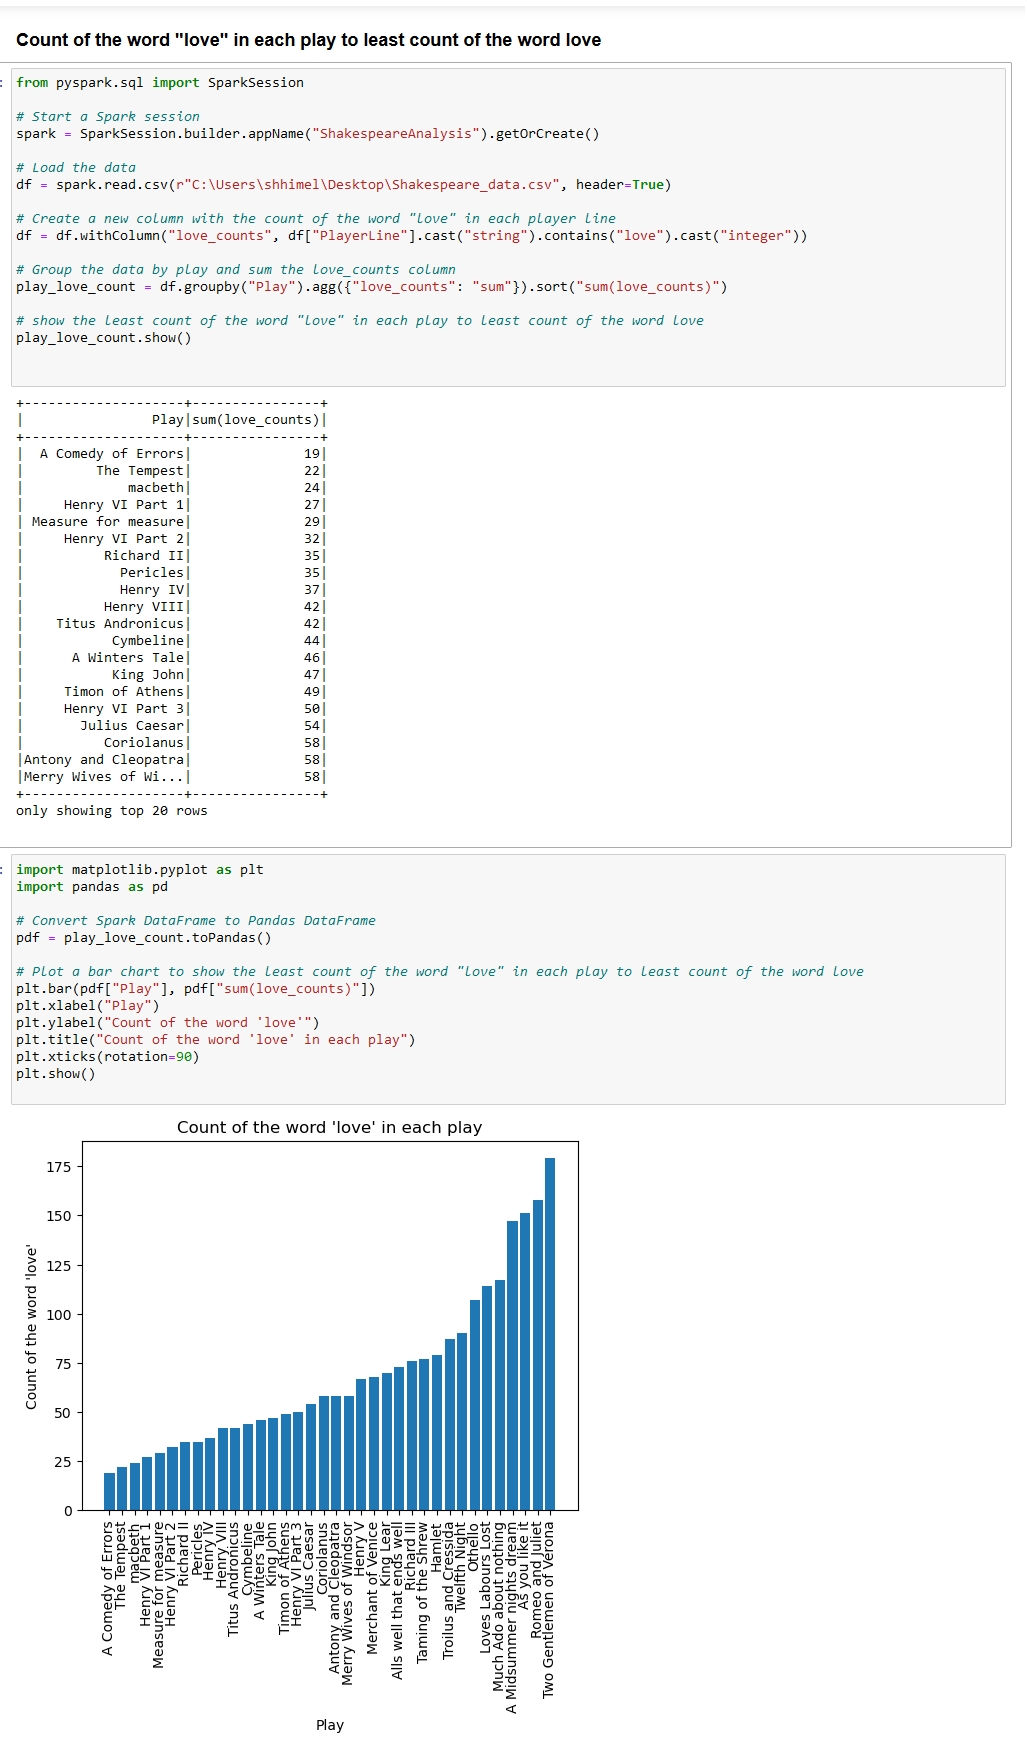 Count of the word "love" in each play to least count of the word love
:
from pyspark.sql import SparkSession
# Start a Spark session
spark = SparkSession.builder.appName("ShakespeareAnalysis").getOrCreate()
# Load the data
df = spark.read.csv(r"C:\Users\shhimel\Desktop\Shakespeare_data.csv", header=True)
# Create a new column with the count of the word "love" in each player line
df = df.withColumn("love_counts", df["PlayerLine"].cast("string").contains("love").cast("integer"))
# Group the data by play and sum the love_counts column
play_love_count = df.groupby("Play").agg({"love_counts": "sum"}).sort("sum(love_counts)")
# show the least count of the word "love" in each play to least count of the word love
play_love_count.show()
+--------------------+----------------+
|                Play|sum(love_counts)|
+--------------------+----------------+
|  A Comedy of Errors|              19|
|         The Tempest|              22|
|             macbeth|              24|
|     Henry VI Part 1|              27|
| Measure for measure|              29|
|     Henry VI Part 2|              32|
|          Richard II|              35|
|            Pericles|              35|
|            Henry IV|              37|
|          Henry VIII|              42|
|    Titus Andronicus|              42|
|           Cymbeline|              44|
|      A Winters Tale|              46|
|           King John|              47|
|     Timon of Athens|              49|
|     Henry VI Part 3|              50|
|       Julius Caesar|              54|
|          Coriolanus|              58|
|Antony and Cleopatra|              58|
|Merry Wives of Wi...|              58|
+--------------------+----------------+
only showing top 20 rows
:
import matplotlib.pyplot as plt
import pandas as pd
# Convert Spark DataFrame to Pandas DataFrame
pdf = play_love_count.toPandas()
# Plot a bar chart to show the least count of the word "love" in each play to least count of the word love
plt.bar(pdf["Play"], pdf["sum(love_counts)"])
plt.xlabel("Play")
plt.ylabel("Count of the word 'love'")
plt.title("Count of the word 'love' in each play")
plt.xticks(rotation=90)
plt.show()
Count of the word 'love' in each play
Count of the word 'love'
175
150
125
100
75
50
25
0
A Comedy of Errors
The Tempest
macbeth
Henry VI Part 1
Measure for measure
Henry VI Part 2
Richard II
Pericles
Henry IV
Henry VIII
Titus Andronicus
Cymbeline
A Winters Tale
King John
Timon of Athens
Henry VI Part 3
Julius Caesar
Coriolanus
Antony and Cleopatra
Merry Wives of Windsor
Henry V
Merchant of Venice
King Lear
Alls well that ends well
Richard III
Taming of the Shrew
Hamlet
Troilus and Cressida
Twelfth Night
Othello
Loves Labours Lost
Much Ado about nothing
A Midsummer nights dream
As you like it
Romeo and Juliet
Two Gentlemen of Verona
Play